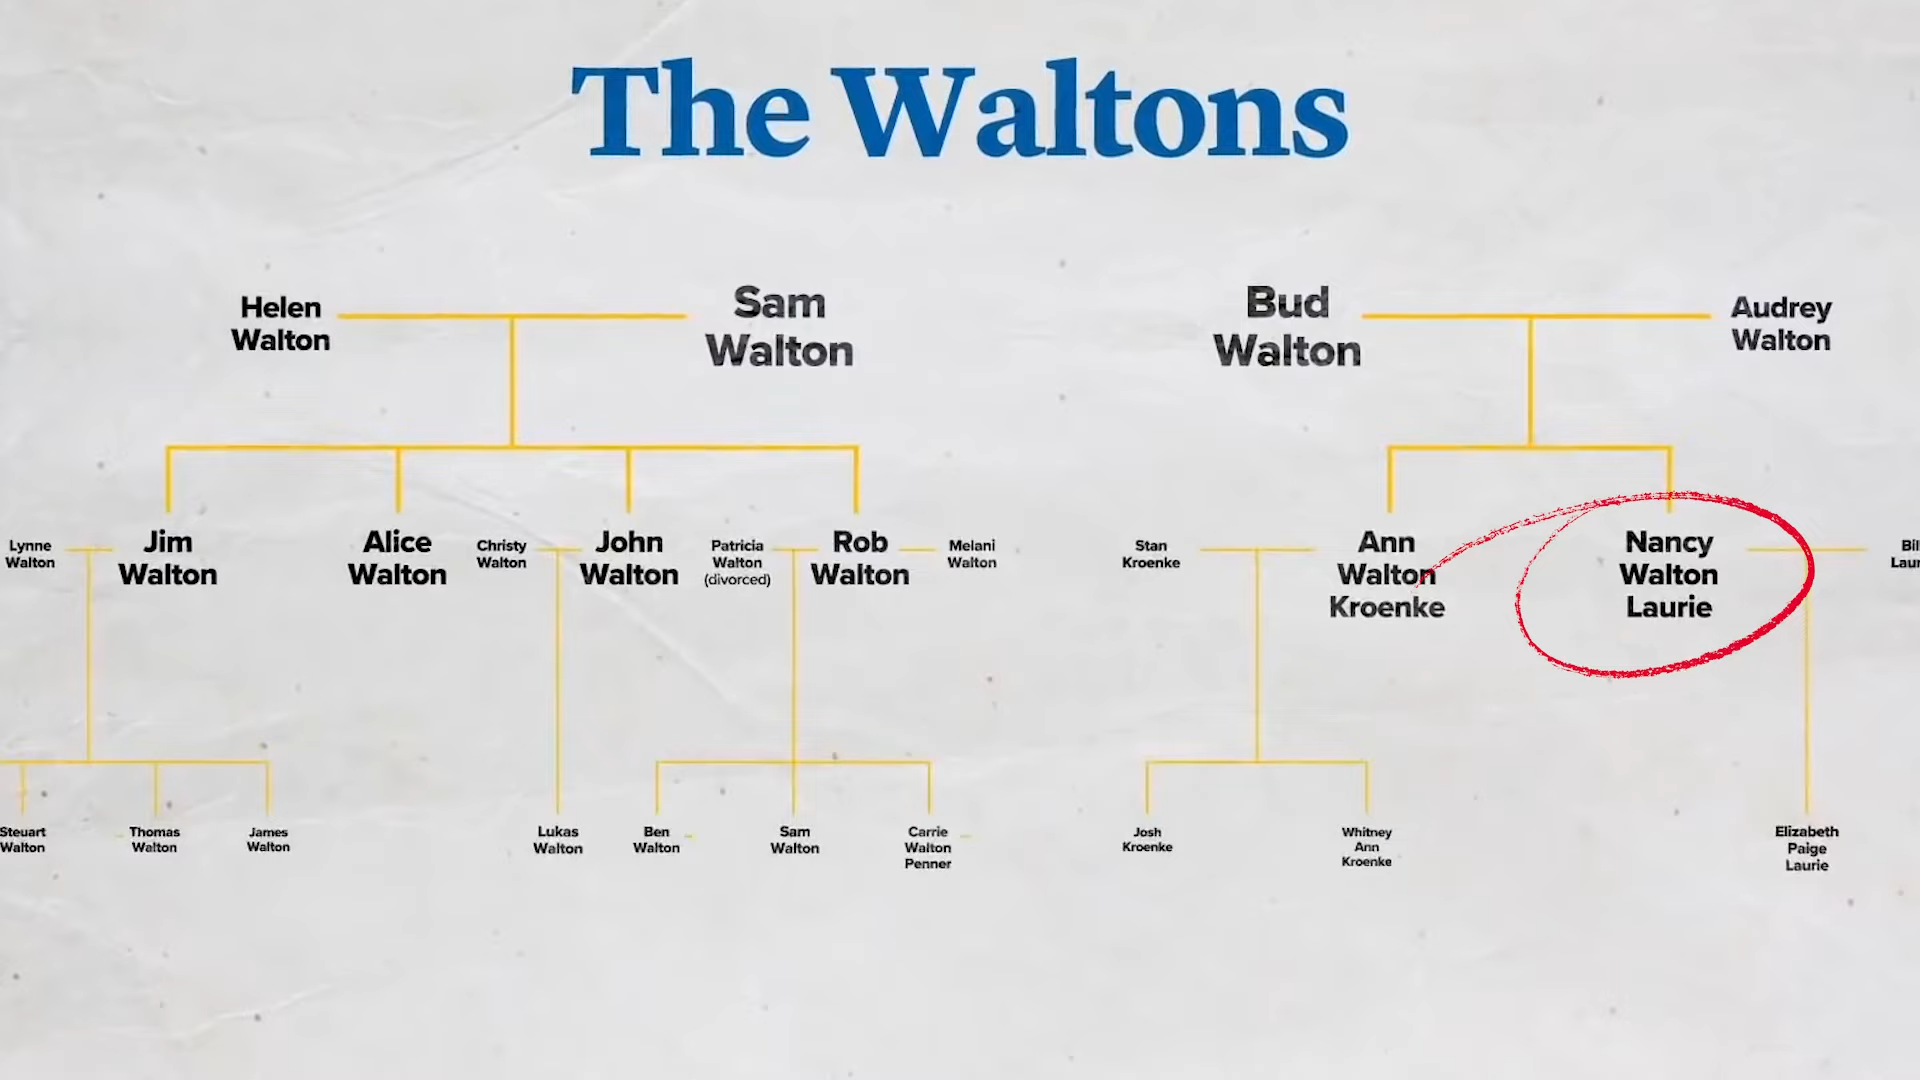 The Waltons
Helen
Walton
Sam
Walton
Bud
Walton
Audrey
Walton
Lynne
Walton
Jim
Walton
Alice
Walton
Christy
Walton
John
Walton
Patricia
Walton
(divorced)
Rob
Walton
Melani
Walton
Stan
Kroenke
Ann
Walton
Kroenke
Nancy
Walton
Laurie
Steuart
Walton
Thomas
Walton
James
Walton
Lukas
Walton
Ben
Walton
Sam
Walton
Carrie
Walton
Penner
Josh
Kroenke
Whitney
Ann
Kroenke
Elizabeth
Paige
Laurie